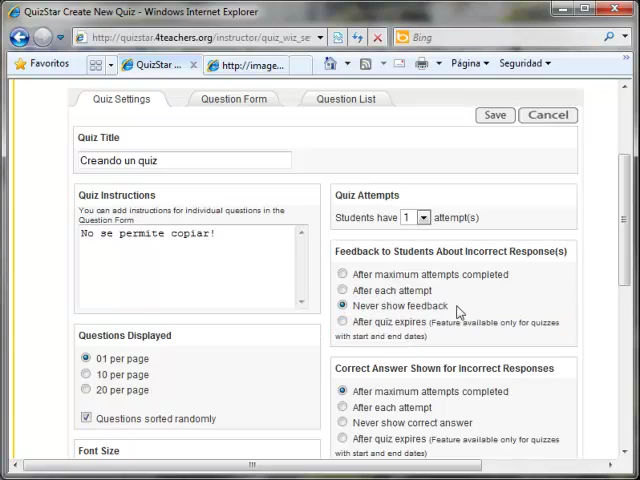 QuizStar Create New Quiz - Windows Internet Explorer
http://quizstar.4teachers.org/instructor/quiz_wiz_se
Bing
Favoritos
QuizStar ...
http://image...
Página
Seguridad
Quiz Settings
Question Form
Question List
Save
Cancel
Quiz Title
Creando un quiz
Quiz Instructions
You can add instructions for individual questions in the
Question Form
No se permite copiar!
Quiz Attempts
Students have 1 attempt(s)
Feedback to Students About Incorrect Response(s)
After maximum attempts completed
After each attempt
Never show feedback
After quiz expires (Feature available only for quizzes
with start and end dates)
Questions Displayed
01 per page
10 per page
20 per page
Questions sorted randomly
Correct Answer Shown for Incorrect Responses
After maximum attempts completed
After each attempt
Never show correct answer
After quiz expires (Feature available only for quizzes
with start and end dates)
Font Size